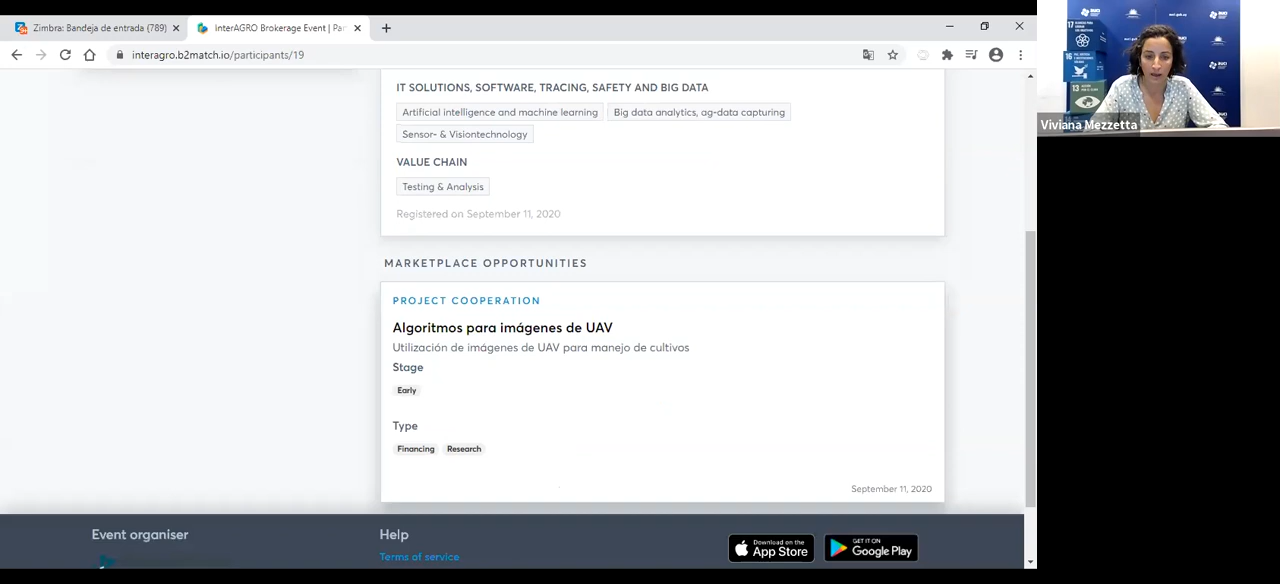 Zimbra: Bandeja de entrada (789)
InterAGRO Brokerage Event | Par
interagro.b2match.io/participants/19
IT SOLUTIONS, SOFTWARE, TRACING, SAFETY AND BIG DATA
Artificial intelligence and machine learning Big data analytics, ag-data capturing
Sensor- & Visiontechnology
VALUE CHAIN
Testing & Analysis
Registered on September 11, 2020
MARKETPLACE OPPORTUNITIES
PROJECT COOPERATION
Algoritmos para imágenes de UAV
Utilización de imágenes de UAV para manejo de cultivos
Stage
Early
Type
Financing Research
September 11, 2020
Event organiser
Help
Terms of service
Download on the
App Store
GET IT ON
Google Play
17
16
13
Viviana Mezzetta